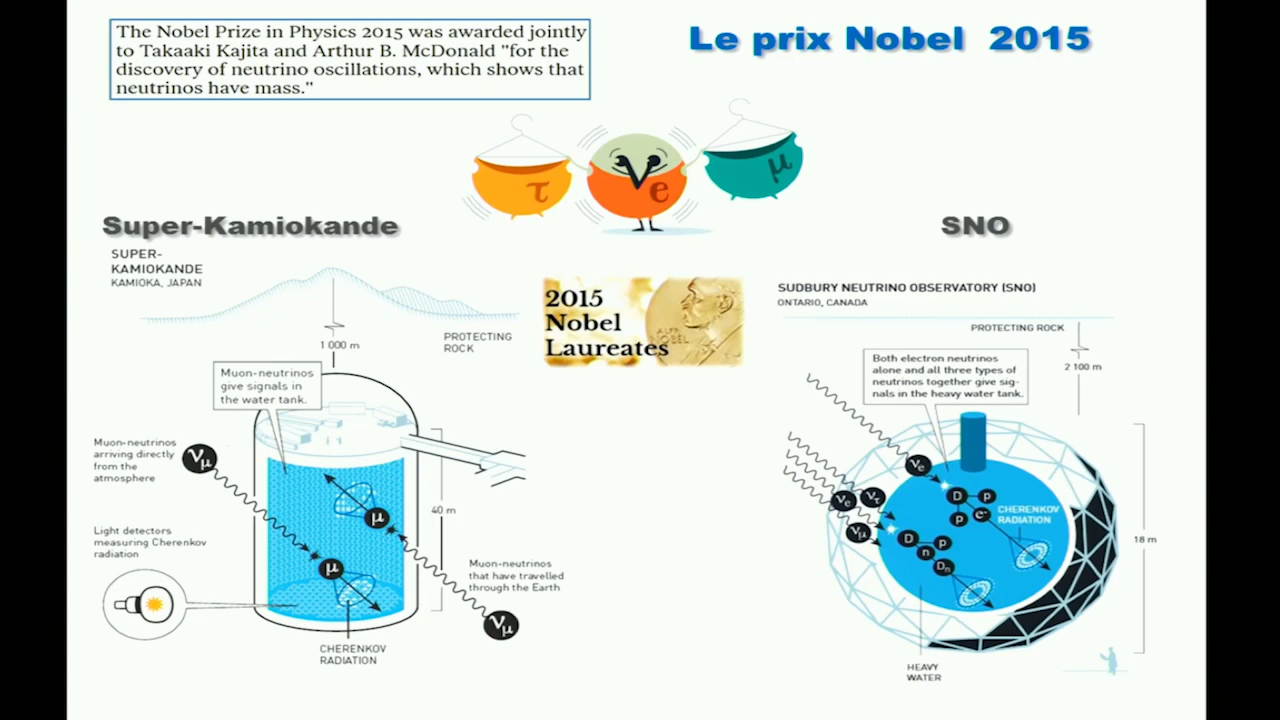 The Nobel Prize in Physics 2015 was awarded jointly
to Takaaki Kajita and Arthur B. McDonald "for the
discovery of neutrino oscillations, which shows that
neutrinos have mass."
Le prix Nobel 2015
τ
ν
e
μ
Super-Kamiokande
SNO
SUPER-
KAMIOKANDE
KAMIOKA, JAPAN
1 000 m
PROTECTING
ROCK
Muon-neutrinos
give signals in
the water tank.
Muon-neutrinos
arriving directly
from the
atmosphere
νμ
μ
μ
40 m
Light detectors
measuring Cherenkov
radiation
Muon-neutrinos
that have travelled
through the Earth
νμ
CHERENKOV
RADIATION
2015
Nobel
Laureates
ALFR
NOBEL
SUDBURY NEUTRINO OBSERVATORY (SNO)
ONTARIO, CANADA
PROTECTING ROCK
2 100 m
Both electron neutrinos
alone and all three types of
neutrinos together give sig-
nals in the heavy water tank.
νe
νe
ντ
νμ
D
p
p
e-
CHERENKOV
RADIATION
D
p
n
Dn
18 m
HEAVY
WATER